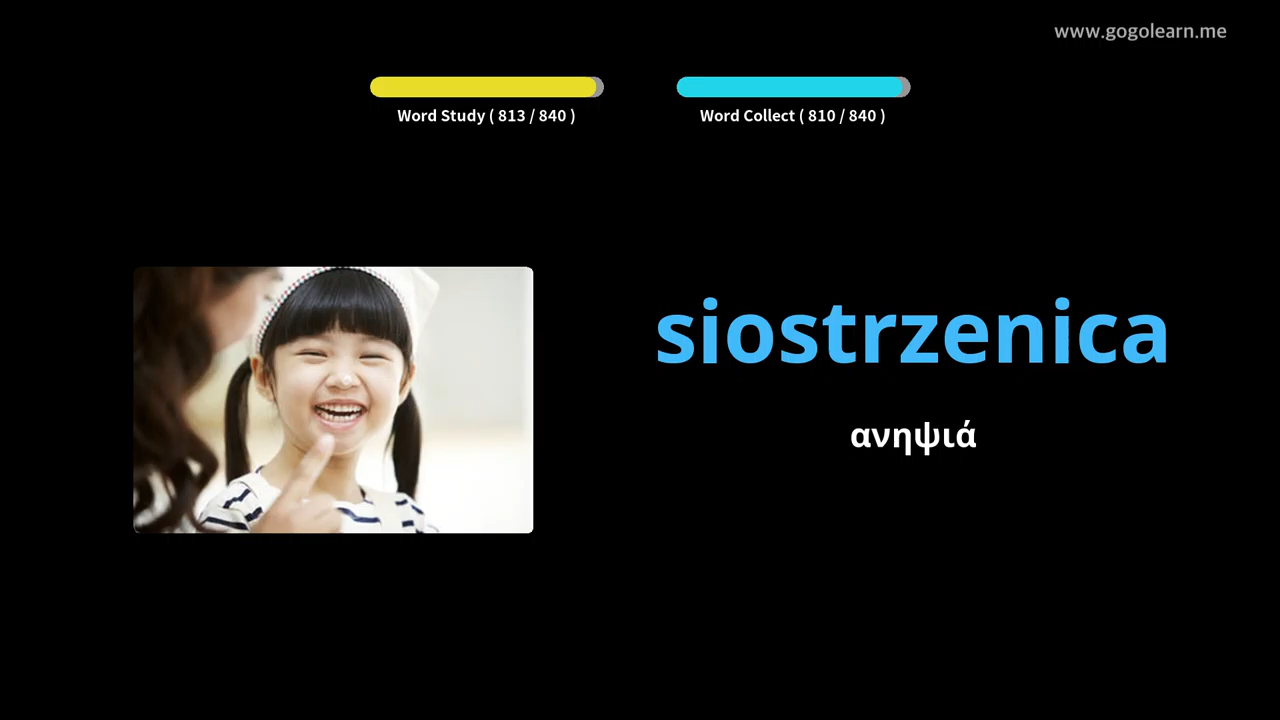 www.gogolearn.me
Word Study ( 813 / 840 )
Word Collect ( 810 / 840 )
siostrzenica
ανηψιά